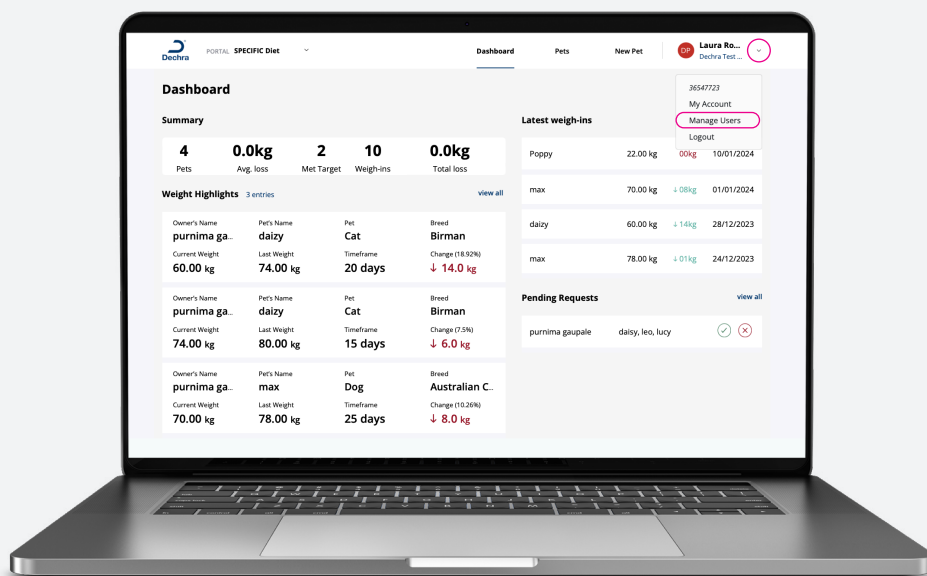 Dechra
PORTAL SPECIFIC Diet
Dashboard Pets New Pet
DP Laura Ro...
Dechra Test ...
36547723
My Account
Manage Users
Logout
Dashboard
Summary
4 0.0kg 2 10 0.0kg
Pets Avg. loss Met Target Weigh-ins Total loss
Weight Highlights 3 entries view all
Owner's Name Pet's Name Pet Breed
purnima ga... daizy Cat Birman
Current Weight Last Weight Timeframe Change (18.92%)
60.00 kg 74.00 kg 20 days ↓ 14.0 kg
Owner's Name Pet's Name Pet Breed
purnima ga... daizy Cat Birman
Current Weight Last Weight Timeframe Change (7.5%)
74.00 kg 80.00 kg 15 days ↓ 6.0 kg
Owner's Name Pet's Name Pet Breed
purnima ga... max Dog Australian C...
Current Weight Last Weight Timeframe Change (10.26%)
70.00 kg 78.00 kg 25 days ↓ 8.0 kg
Latest weigh-ins
Poppy 22.00 kg 00kg 10/01/2024
max 70.00 kg ↓ 08kg 01/01/2024
daizy 60.00 kg ↓ 14kg 28/12/2023
max 78.00 kg ↓ 01kg 24/12/2023
Pending Requests view all
purnima gaupale daisy, leo, lucy